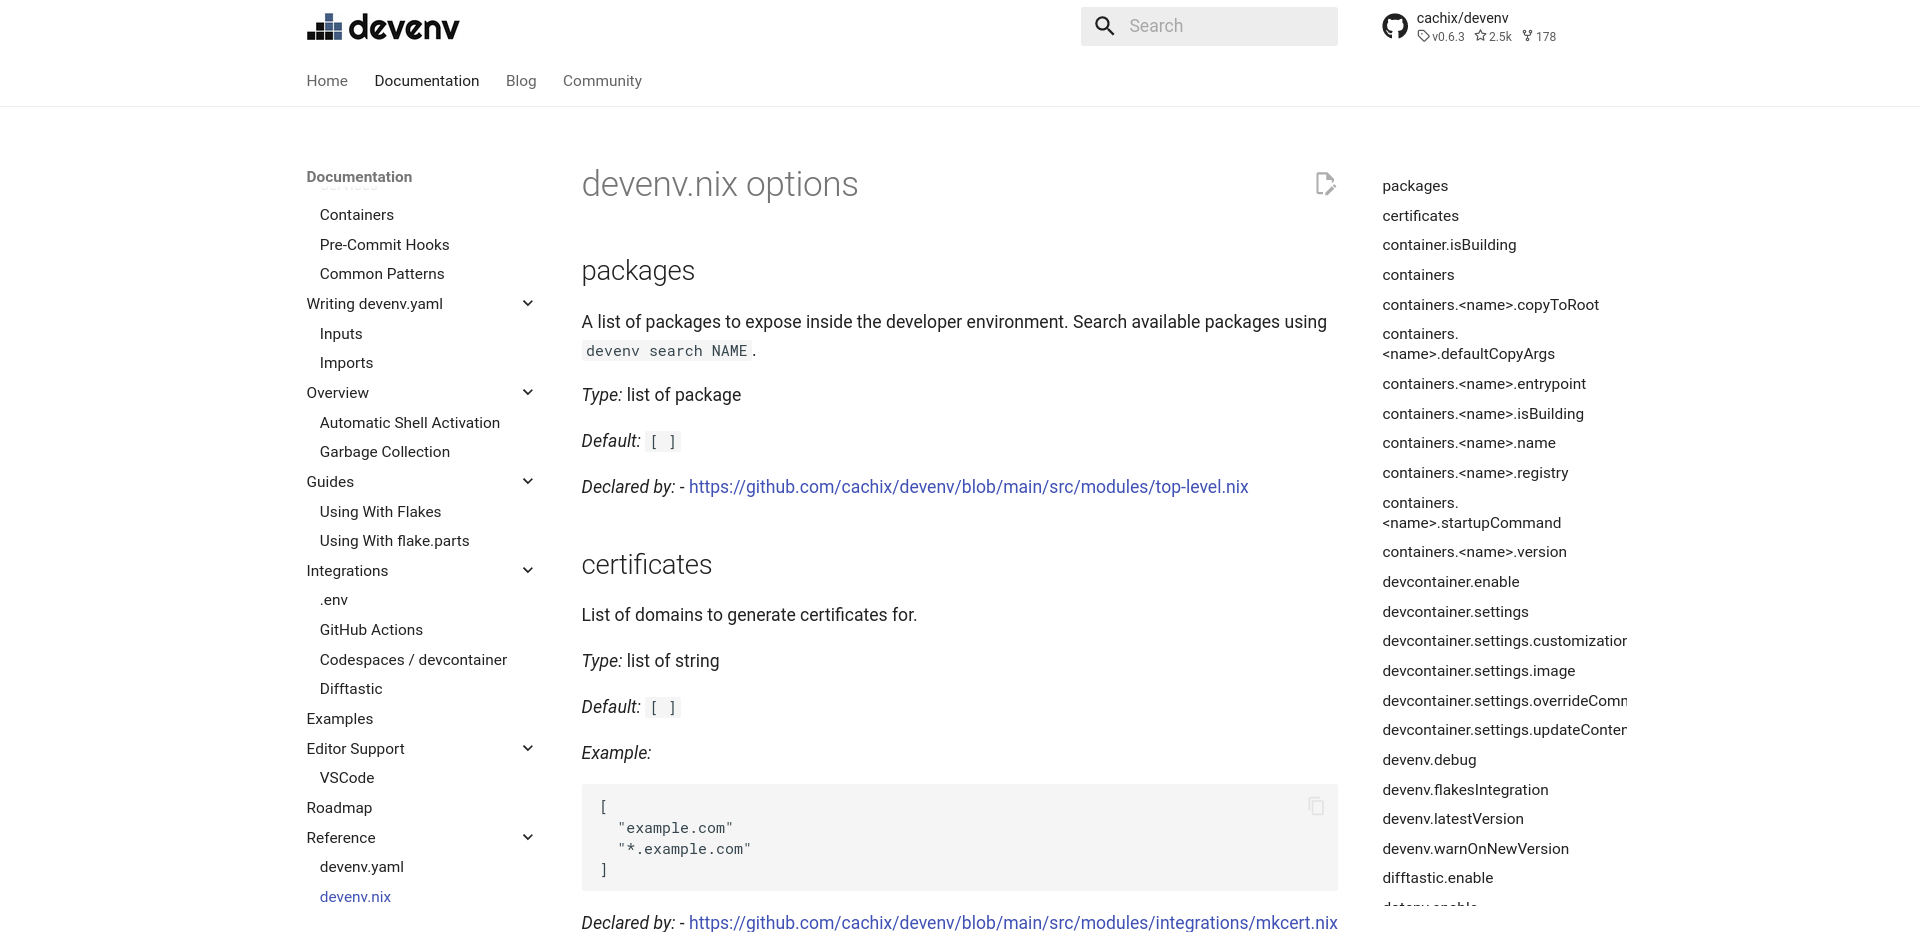 devenv
Search
cachix/devenv
v0.6.3 2.5k 178
Home Documentation Blog Community
Documentation
Containers
Pre-Commit Hooks
Common Patterns
Writing devenv.yaml
Inputs
Imports
Overview
Automatic Shell Activation
Garbage Collection
Guides
Using With Flakes
Using With flake.parts
Integrations
.env
GitHub Actions
Codespaces / devcontainer
Difftastic
Examples
Editor Support
VSCode
Roadmap
Reference
devenv.yaml
devenv.nix
devenv.nix options
packages
A list of packages to expose inside the developer environment. Search available packages using
devenv search NAME.
Type: list of package
Default: [ ]
Declared by: - https://github.com/cachix/devenv/blob/main/src/modules/top-level.nix
certificates
List of domains to generate certificates for.
Type: list of string
Default: [ ]
Example:
[
"example.com"
"*.example.com"
]
Declared by: - https://github.com/cachix/devenv/blob/main/src/modules/integrations/mkcert.nix
packages
certificates
container.isBuilding
containers
containers.<name>.copyToRoot
containers.
<name>.defaultCopyArgs
containers.<name>.entrypoint
containers.<name>.isBuilding
containers.<name>.name
containers.<name>.registry
containers.
<name>.startupCommand
containers.<name>.version
devcontainer.enable
devcontainer.settings
devcontainer.settings.customization
devcontainer.settings.image
devcontainer.settings.overrideComm
devcontainer.settings.updateConten
devenv.debug
devenv.flakesIntegration
devenv.latestVersion
devenv.warnOnNewVersion
difftastic.enable